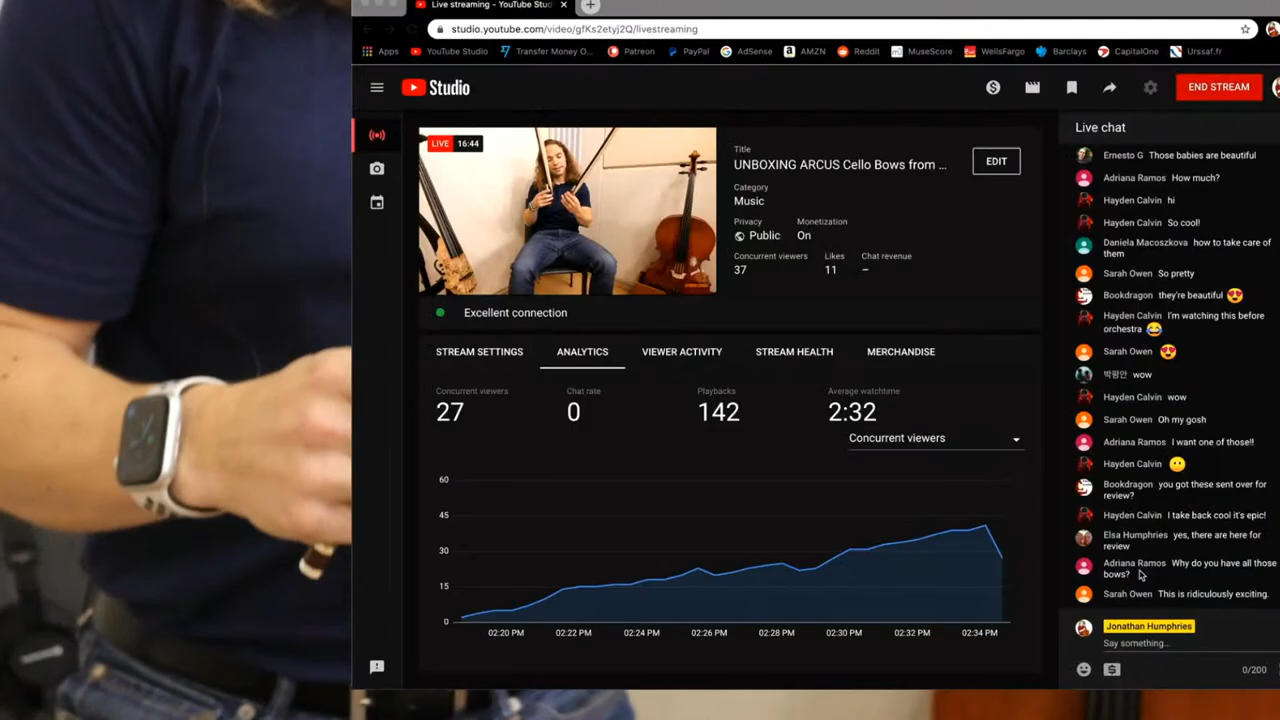 Live streaming - YouTube Stud
studio.youtube.com/video/gfKs2etyj2Q/livestreaming
Apps YouTube Studio Transfer Money O... Patreon PayPal AdSense AMZN Reddit MuseScore WellsFargo Barclays CapitalOne Urssaf.fr
Studio
END STREAM
LIVE 16:44
Title
UNBOXING ARCUS Cello Bows from ...
EDIT
Category
Music
Privacy Monetization
Public On
Concurrent viewers Likes Chat revenue
37 11 –
Excellent connection
STREAM SETTINGS ANALYTICS VIEWER ACTIVITY STREAM HEALTH MERCHANDISE
Concurrent viewers Chat rate Playbacks Average watchtime
27 0 142 2:32
Concurrent viewers
60
45
30
15
0
02:20 PM 02:22 PM 02:24 PM 02:26 PM 02:28 PM 02:30 PM 02:32 PM 02:34 PM
Live chat
Ernesto G Those babies are beautiful
Adriana Ramos How much?
Hayden Calvin hi
Hayden Calvin So cool!
Daniela Macoszkova how to take care of
them
Sarah Owen So pretty
Bookdragon they're beautiful 😍
Hayden Calvin I'm watching this before
orchestra 😂
Sarah Owen 😍
박광안 wow
Hayden Calvin wow
Sarah Owen Oh my gosh
Adriana Ramos I want one of those!!
Hayden Calvin 😶
Bookdragon you got these sent over for
review?
Hayden Calvin I take back cool it's epic!
Elsa Humphries yes, there are here for
review
Adriana Ramos Why do you have all those
bows?
Sarah Owen This is ridiculously exciting.
Jonathan Humphries
Say something...
0/200